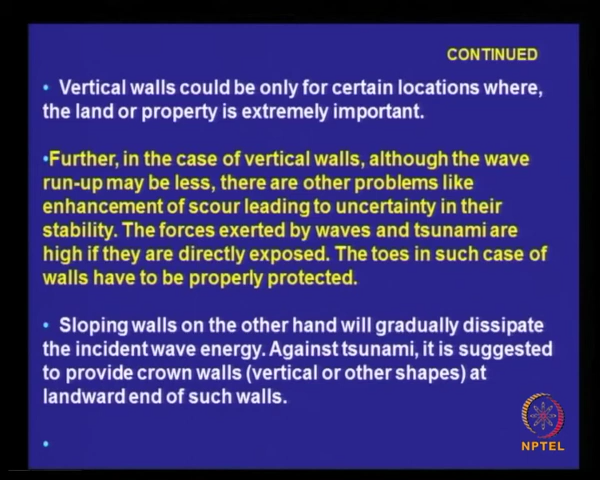 CONTINUED
• Vertical walls could be only for certain locations where,
the land or property is extremely important.
•Further, in the case of vertical walls, although the wave
run-up may be less, there are other problems like
enhancement of scour leading to uncertainty in their
stability. The forces exerted by waves and tsunami are
high if they are directly exposed. The toes in such case of
walls have to be properly protected.
• Sloping walls on the other hand will gradually dissipate
the incident wave energy. Against tsunami, it is suggested
to provide crown walls (vertical or other shapes) at
landward end of such walls.
•
NPTEL